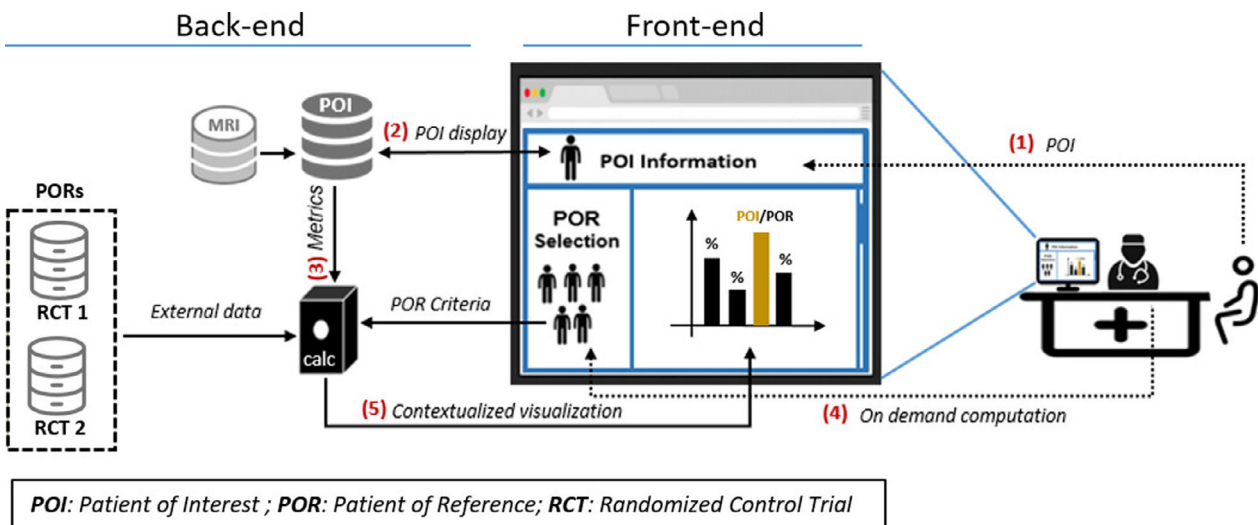 Back-end
Front-end
MRI
POI
(2) POI display
(1) POI
POI Information
PORs
(3) Metrics
POR
Selection
POI/POR
%
%
%
RCT 1
External data
POR Criteria
calc
RCT 2
(5) Contextualized visualization
(4) On demand computation
POI: Patient of Interest ; POR: Patient of Reference; RCT: Randomized Control Trial